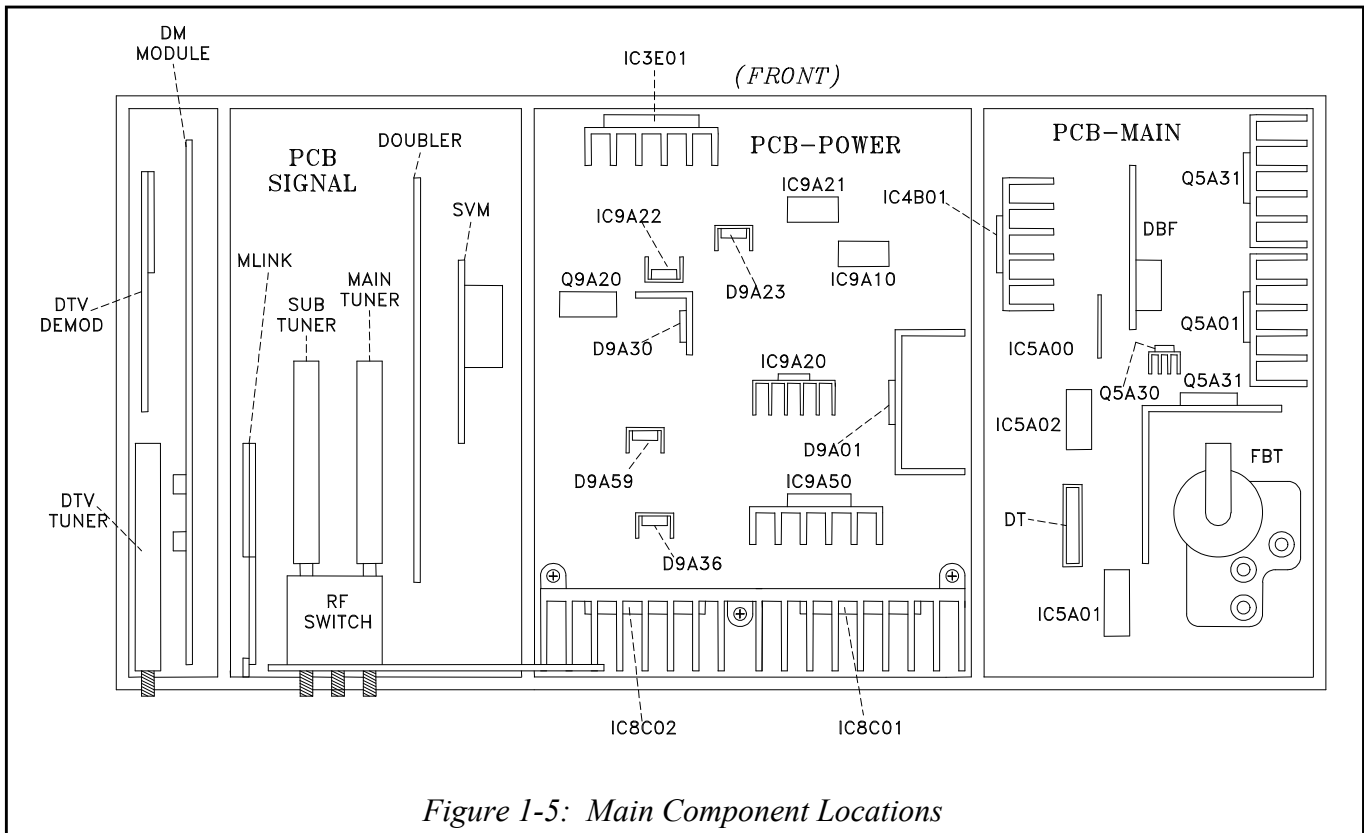 DM
MODULE
IC3E01
(FRONT)
DOUBLER
PCB
SIGNAL
PCB-POWER
PCB-MAIN
SVM
IC9A22
IC9A21
IC4B01
Q5A31
DBF
MLINK
MAIN
TUNER
SUB
TUNER
Q9A20
D9A23
IC9A10
DTV
DEMOD
D9A30
IC9A20
IC5A00
Q5A01
Q5A30
Q5A31
D9A01
IC5A02
D9A59
IC9A50
FBT
DTV
TUNER
DT
D9A36
RF
SWITCH
IC5A01
IC8C02
IC8C01
Figure 1-5: Main Component Locations